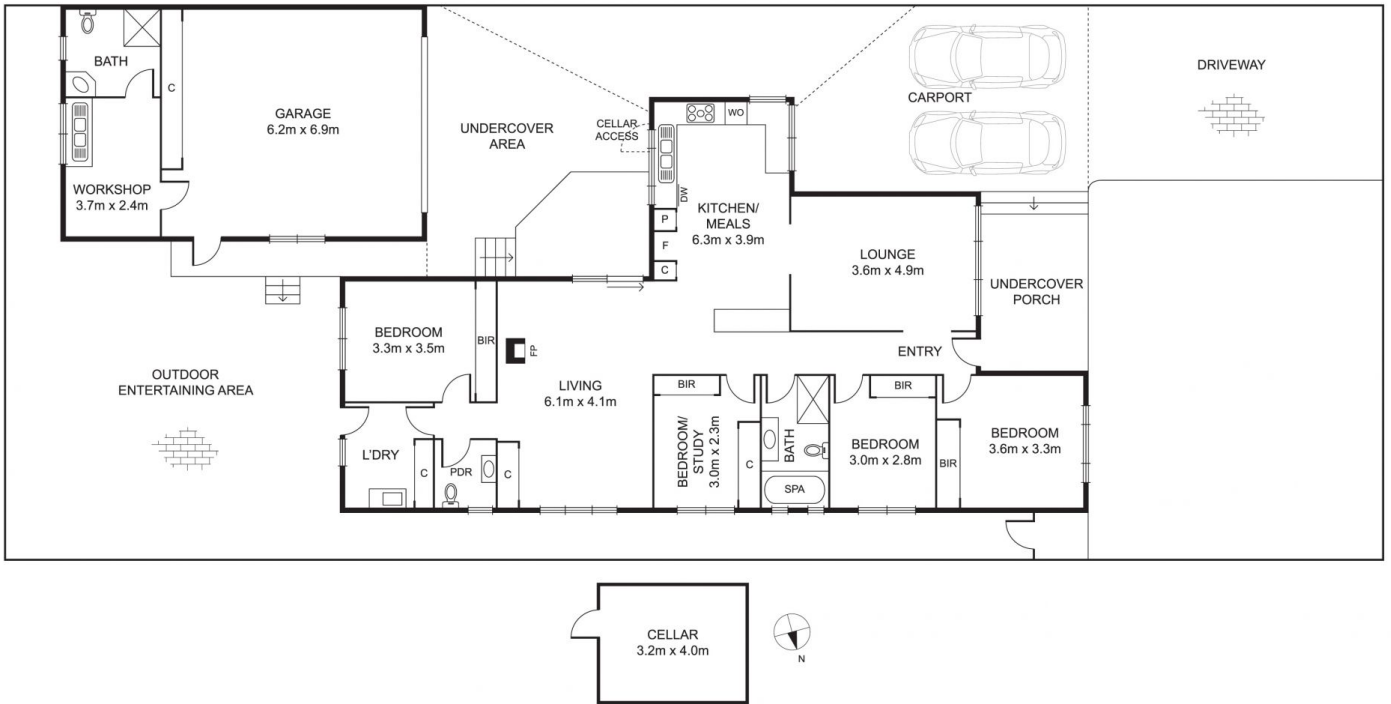 BATH
C
GARAGE
6.2m x 6.9m
WORKSHOP
3.7m x 2.4m
UNDERCOVER
AREA
CELLAR
ACCESS
WO
DW
P
F
C
KITCHEN/
MEALS
6.3m x 3.9m
CARPORT
DRIVEWAY
LOUNGE
3.6m x 4.9m
UNDERCOVER
PORCH
ENTRY
OUTDOOR
ENTERTAINING AREA
BEDROOM
3.3m x 3.5m
BIR
FP
LIVING
6.1m x 4.1m
L'DRY
C
PDR
C
BIR
BEDROOM/
STUDY
3.0m x 2.3m
C
BATH
SPA
BIR
BEDROOM
3.0m x 2.8m
BIR
BEDROOM
3.6m x 3.3m
CELLAR
3.2m x 4.0m
N